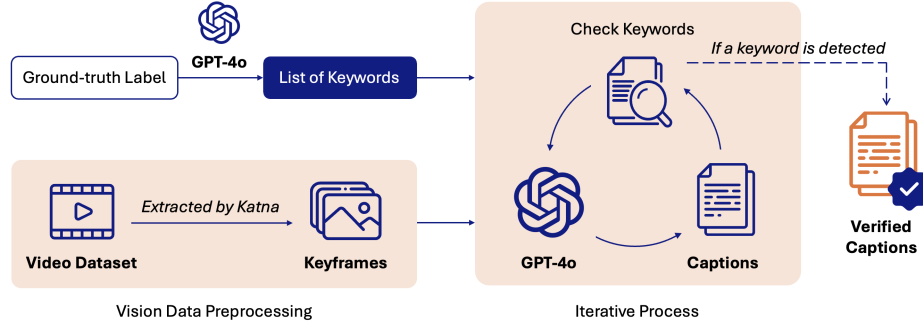 GPT-4o
Ground-truth Label
List of Keywords
Check Keywords
If a keyword is detected
Extracted by Katna
Video Dataset
Keyframes
GPT-4o
Captions
Verified
Captions
Vision Data Preprocessing
Iterative Process